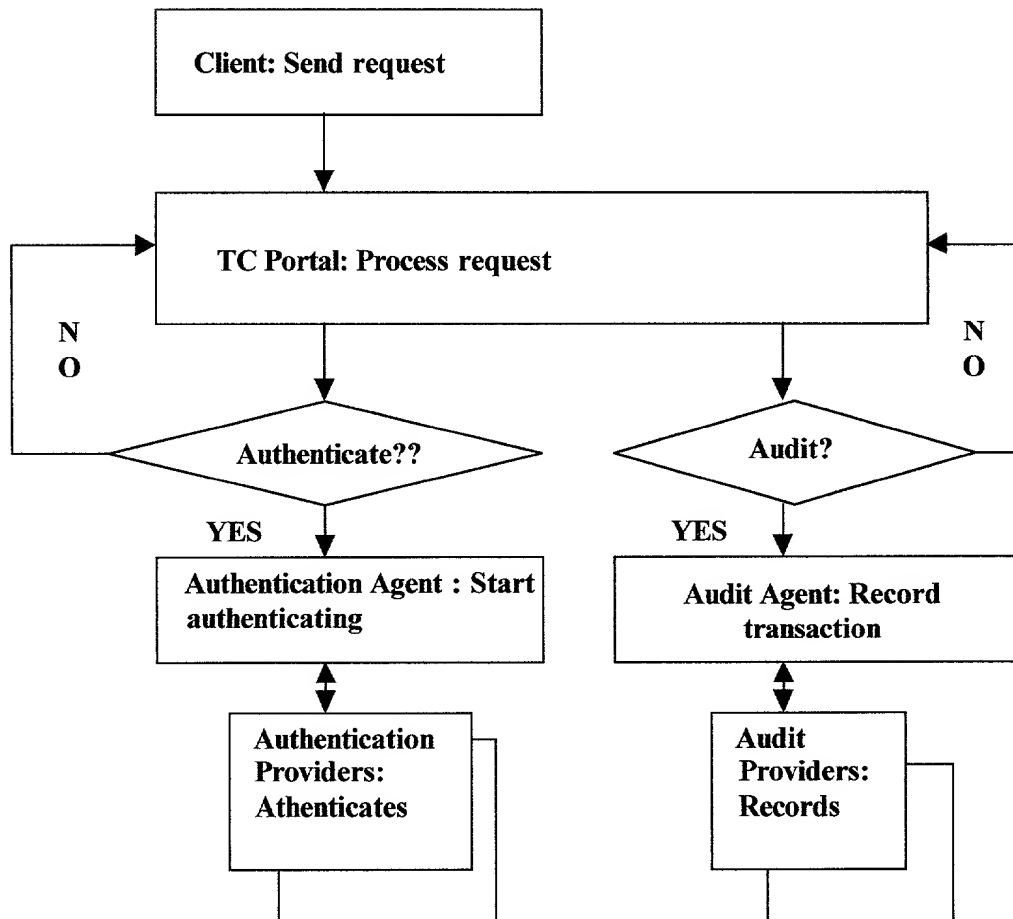 Client: Send request
TC Portal: Process request
N
O
N
O
Authenticate??
Audit?
YES
YES
Authentication Agent : Start
authenticating
Audit Agent: Record
transaction
Authentication
Providers:
Athenticates
Audit
Providers:
Records